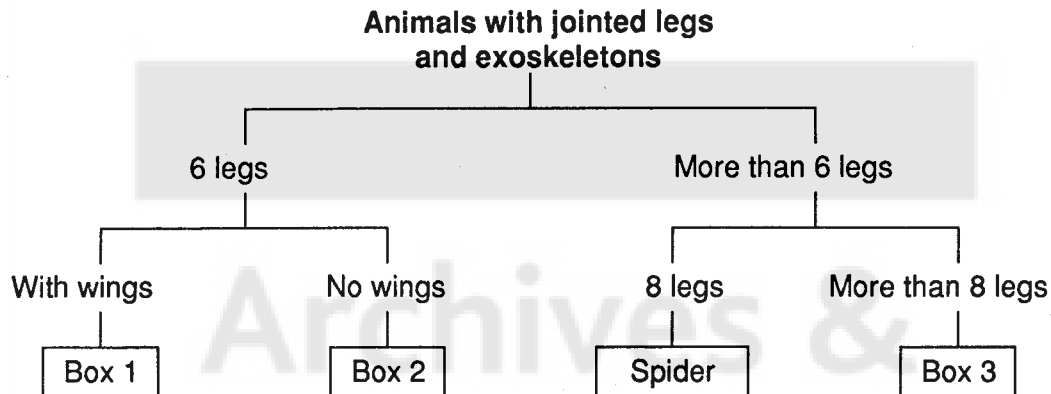 Animals with jointed legs
and exoskeletons
6 legs
More than 6 legs
With wings
No wings
8 legs
More than 8 legs
Archives &
Box 1
Box 2
Spider
Box 3